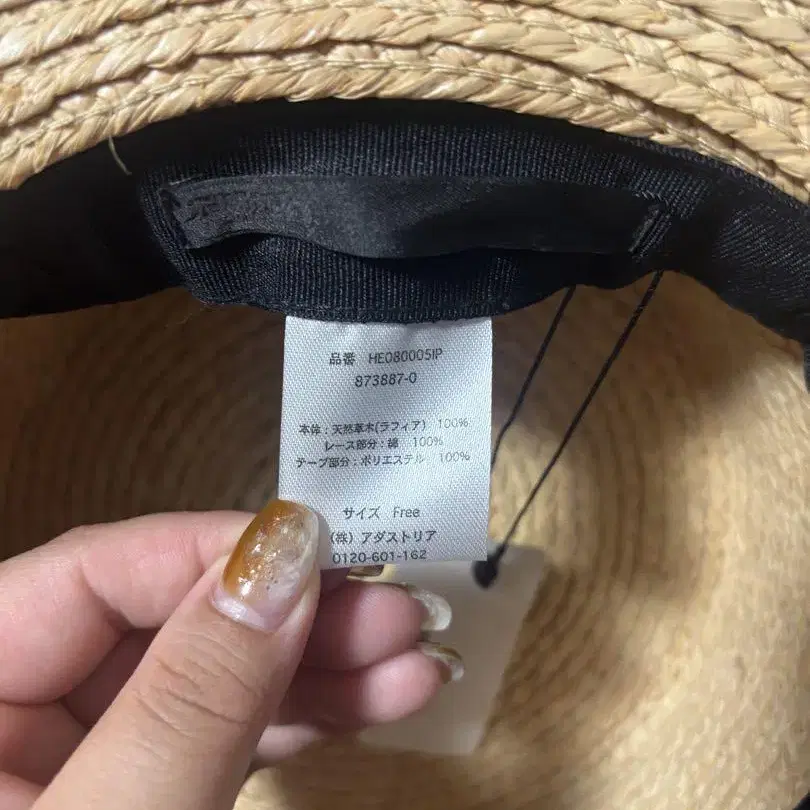 品番 HE080005IP
873887-0
本体：天然草木(ラフィア) 100%
レース部分：綿 100%
テープ部分：ポリエステル 100%
サイズ Free
(株) アダストリア
0120-601-162